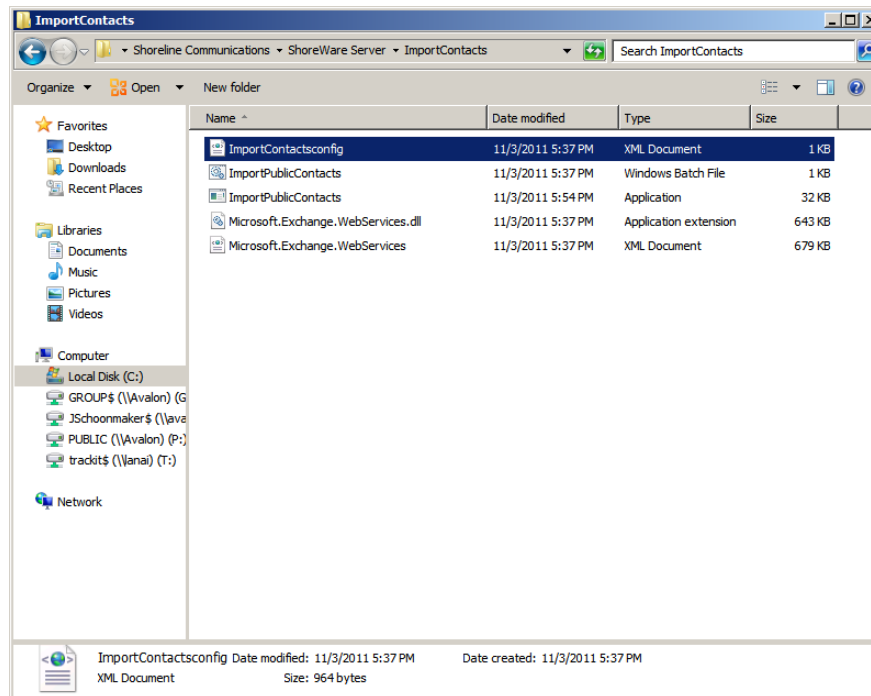 ImportContacts
Shoreline Communications ShoreWare Server ImportContacts Search ImportContacts
Organize Open New folder
Name Date modified Type Size
Favorites
Desktop
Downloads
Recent Places
Libraries
Documents
Music
Pictures
Videos
Computer
Local Disk (C:)
GROUP$ (\\Avalon) (G
JSchoonmaker$ (\\ava
PUBLIC (\\Avalon) (P:)
trackit$ (\\lanai) (T:)
Network
ImportContactsconfig 11/3/2011 5:37 PM XML Document 1 KB
ImportPublicContacts 11/3/2011 5:37 PM Windows Batch File 1 KB
ImportPublicContacts 11/3/2011 5:54 PM Application 32 KB
Microsoft.Exchange.WebServices.dll 11/3/2011 5:37 PM Application extension 643 KB
Microsoft.Exchange.WebServices 11/3/2011 5:37 PM XML Document 679 KB
ImportContactsconfig Date modified: 11/3/2011 5:37 PM Date created: 11/3/2011 5:37 PM
XML Document Size: 964 bytes